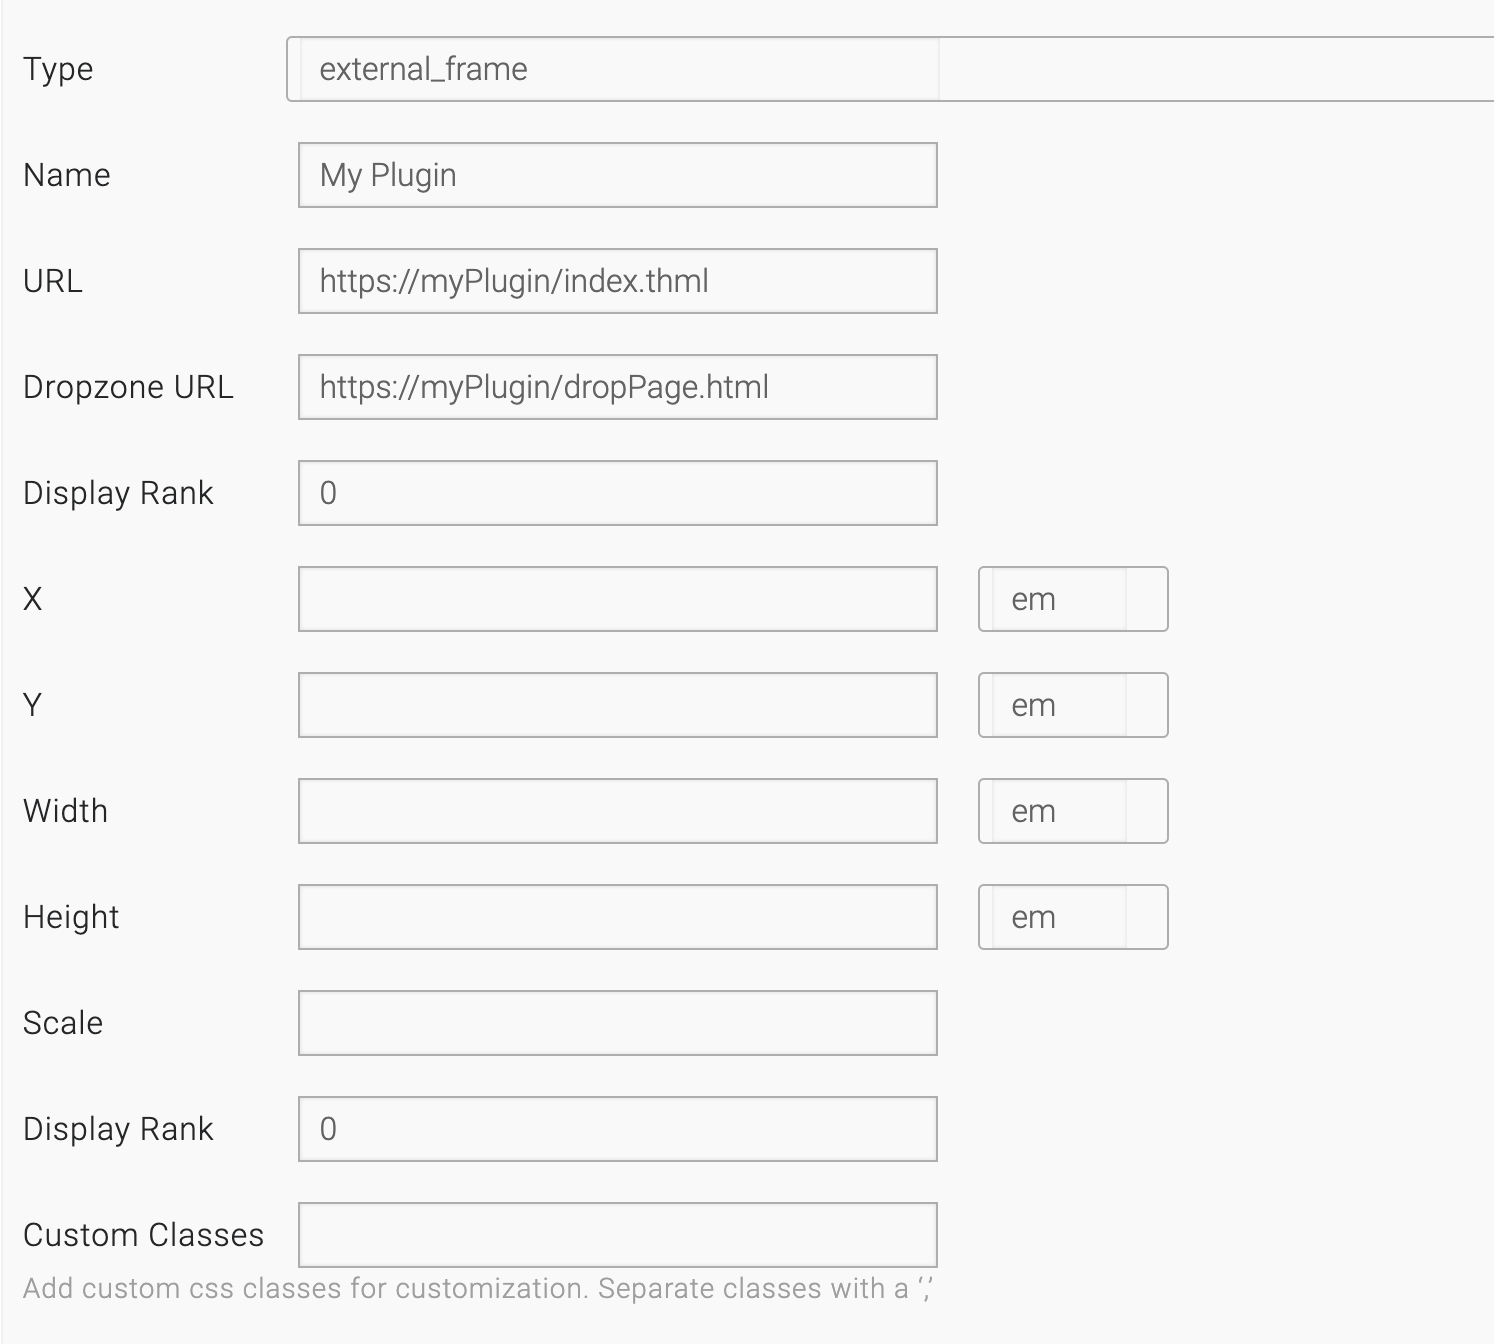 Type external_frame
Name My Plugin
URL https://myPlugin/index.thml
Dropzone URL https://myPlugin/dropPage.html
Display Rank 0
X em
Y em
Width em
Height em
Scale
Display Rank 0
Custom Classes
Add custom css classes for customization. Separate classes with a ‘,’